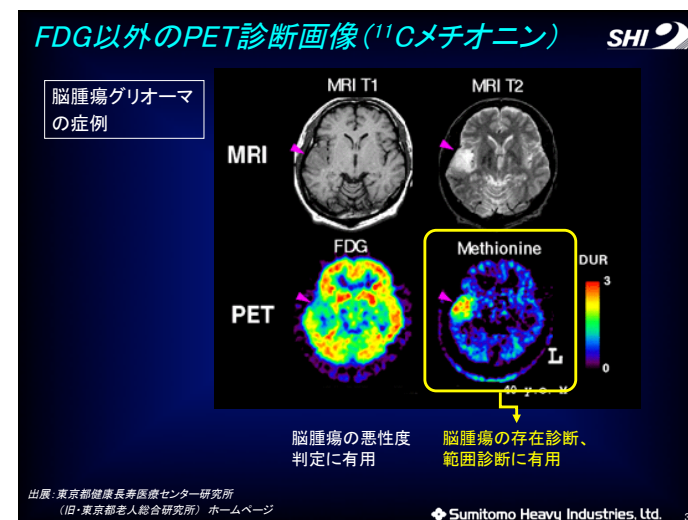 FDG以外のPET診断画像(¹¹Cメチオニン)
SHI
脳腫瘍グリオーマ
の症例
MRI T1
MRI T2
MRI
FDG
Methionine
DUR
3
PET
L
0
40 y.o. M
脳腫瘍の悪性度
判定に有用
脳腫瘍の存在診断、
範囲診断に有用
出展:東京都健康長寿医療センター研究所
(旧・東京都老人総合研究所) ホームページ
Sumitomo Heavy Industries, Ltd.